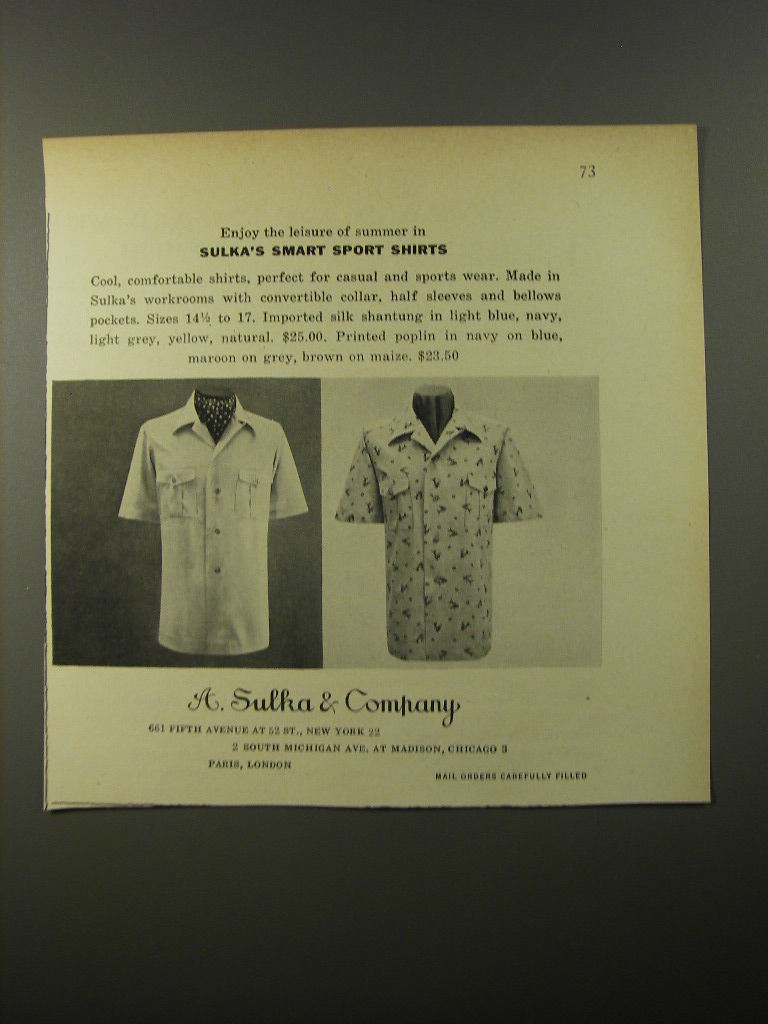 73
Enjoy the leisure of summer in
SULKA'S SMART SPORT SHIRTS
Cool, comfortable shirts, perfect for casual and sports wear. Made in
Sulka's workrooms with convertible collar, half sleeves and bellows
pockets. Sizes 14½ to 17. Imported silk shantung in light blue, navy,
light grey, yellow, natural. $25.00. Printed poplin in navy on blue,
maroon on grey, brown on maize. $23.50
A. Sulka & Company
661 FIFTH AVENUE AT 52 ST., NEW YORK 22
2 SOUTH MICHIGAN AVE. AT MADISON, CHICAGO 3
PARIS, LONDON
MAIL ORDERS CAREFULLY FILLED